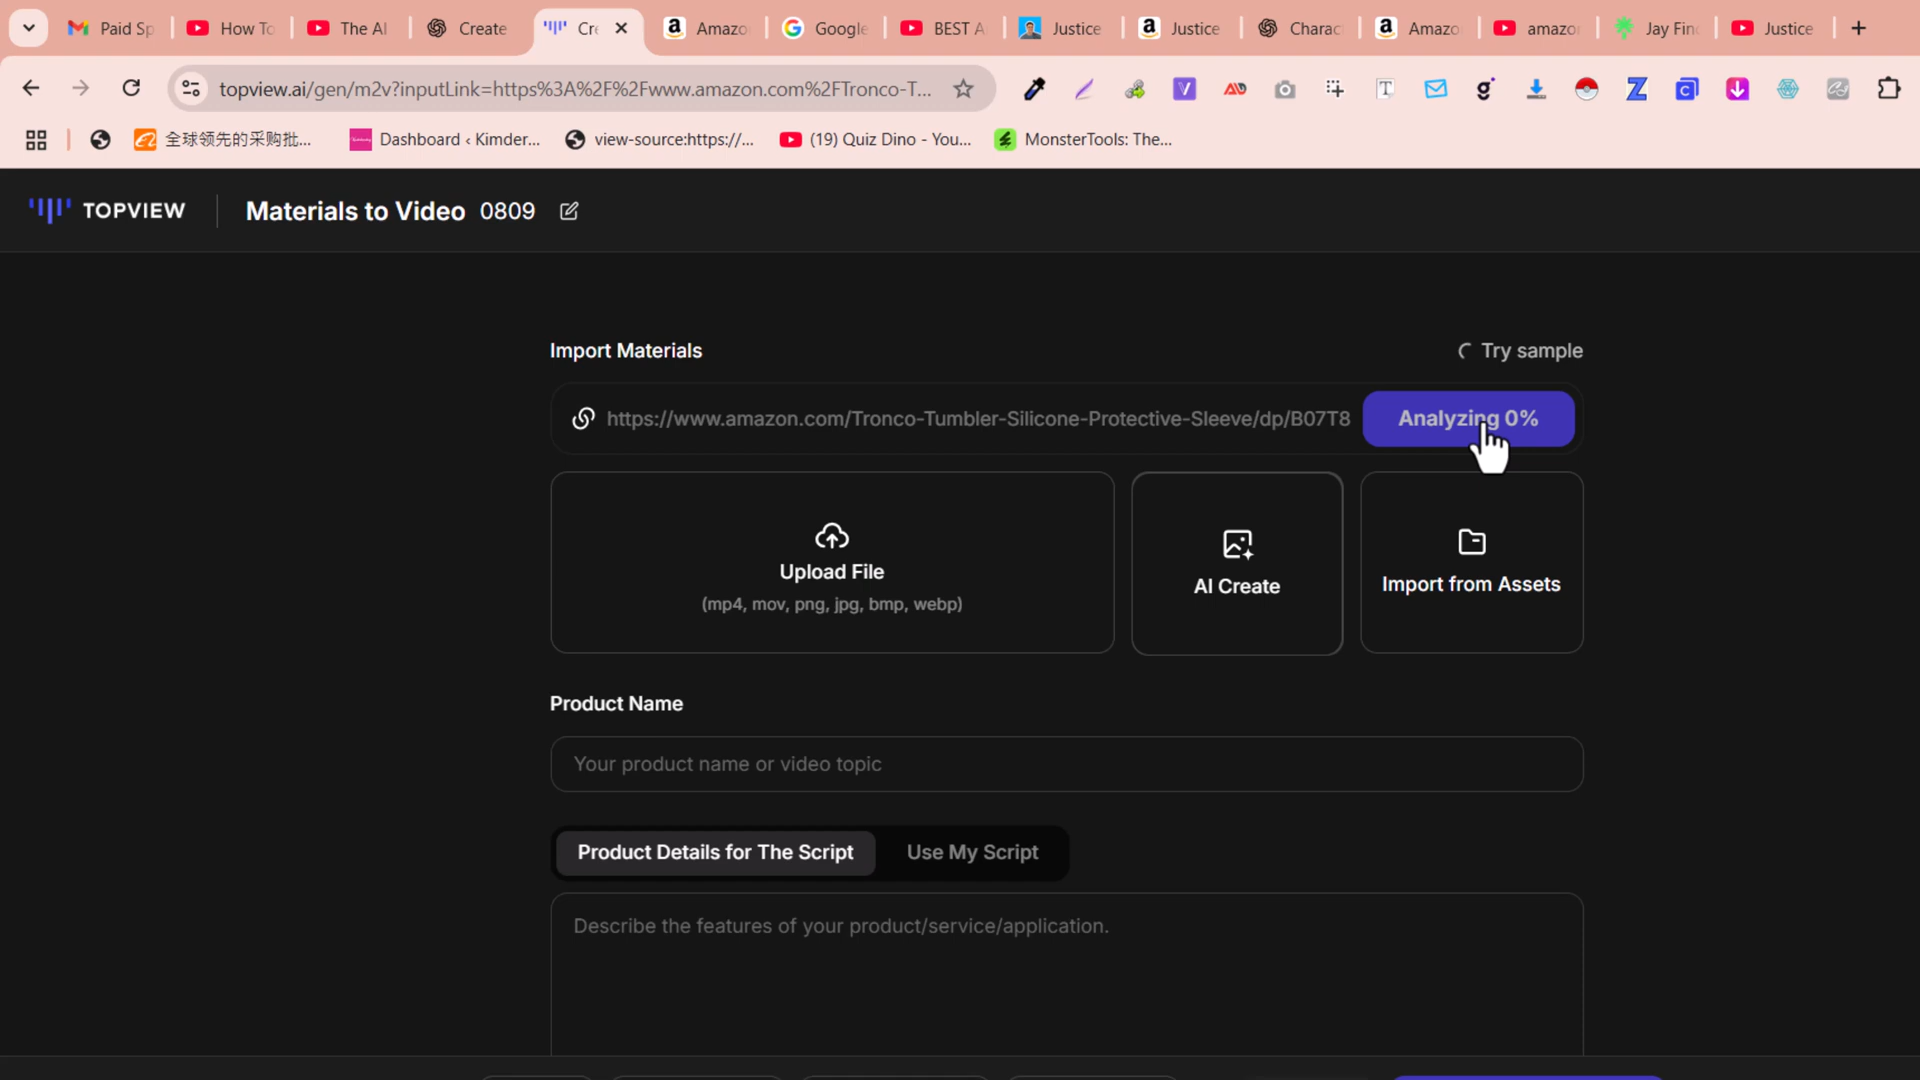 Paid Sp
How To
The AI
Create
Cre
Amazo
Google
BEST A
Justice
Justice
Charac
Amazo
amazon
Jay Find
Justice
topview.ai/gen/m2v?inputLink=https%3A%2F%2Fwww.amazon.com%2FTronco-T...
全球领先的采购批...
Dashboard ‹ Kimder...
view-source:https://...
(19) Quiz Dino - You...
MonsterTools: The...
TOPVIEW
Materials to Video 0809
Import Materials
Try sample
https://www.amazon.com/Tronco-Tumbler-Silicone-Protective-Sleeve/dp/B07T8
Analyzing 0%
Upload File
(mp4, mov, png, jpg, bmp, webp)
AI Create
Import from Assets
Product Name
Your product name or video topic
Product Details for The Script
Use My Script
Describe the features of your product/service/application.